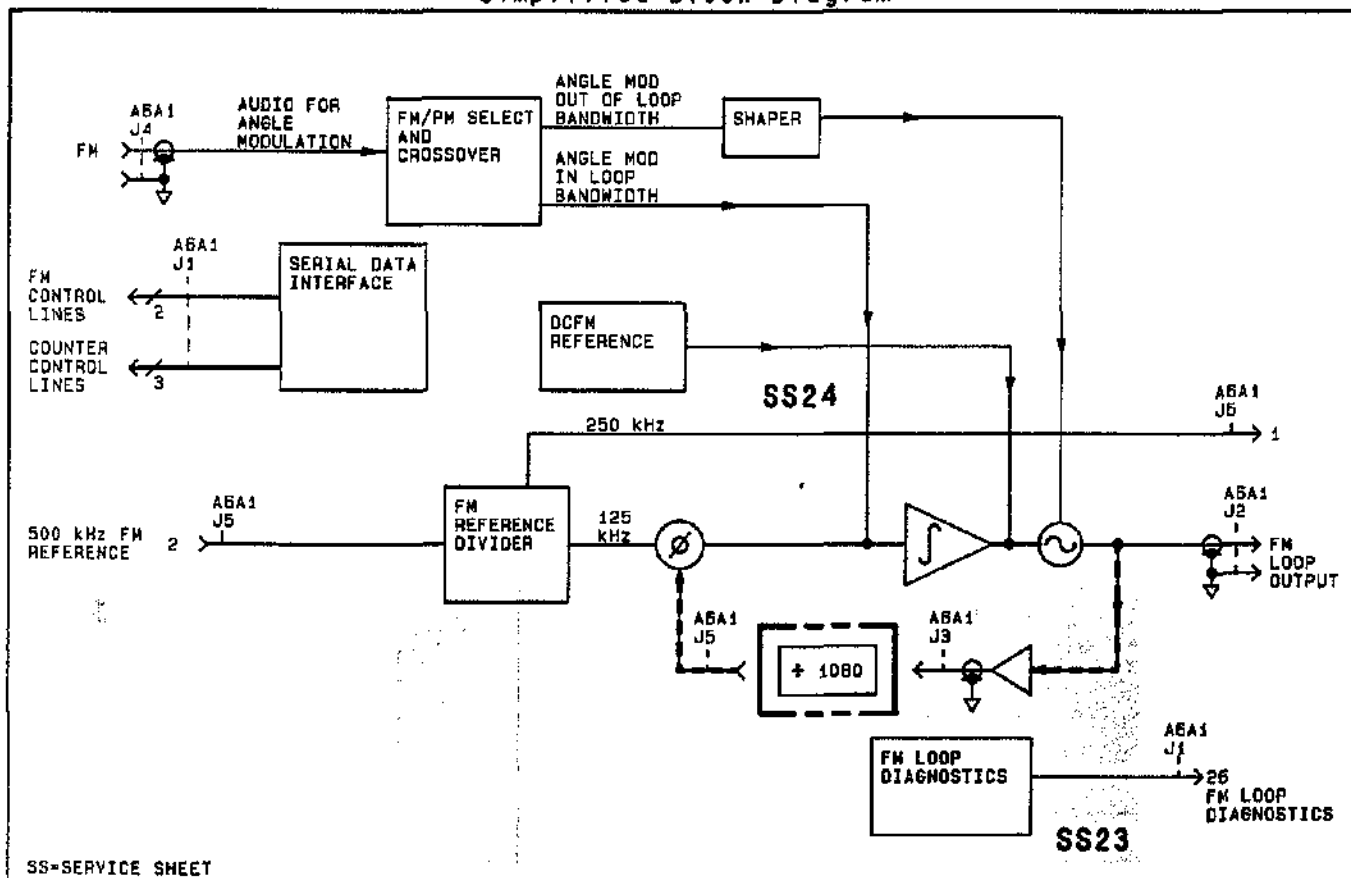 Simplified Block Diagram
A6A1
J4
FM
AUDIO FOR
ANGLE
MODULATION
FM/PM SELECT
AND
CROSSOVER
ANGLE MOD
OUT OF LOOP
BANDWIDTH
SHAPER
ANGLE MOD
IN LOOP
BANDWIDTH
A6A1
J1
FM
CONTROL
LINES
2
COUNTER
CONTROL
LINES
3
SERIAL DATA
INTERFACE
DCFM
REFERENCE
SS24
250 kHz
A6A1
J6
1
500 kHz FM
REFERENCE
2
A6A1
J5
FM
REFERENCE
DIVIDER
125
kHz
Ø
∫
A6A1
J2
FM
LOOP
OUTPUT
A6A1
J5
÷ 1080
A6A1
J3
FM LOOP
DIAGNOSTICS
A6A1
J1
26
FM LOOP
DIAGNOSTICS
SS23
SS=SERVICE SHEET